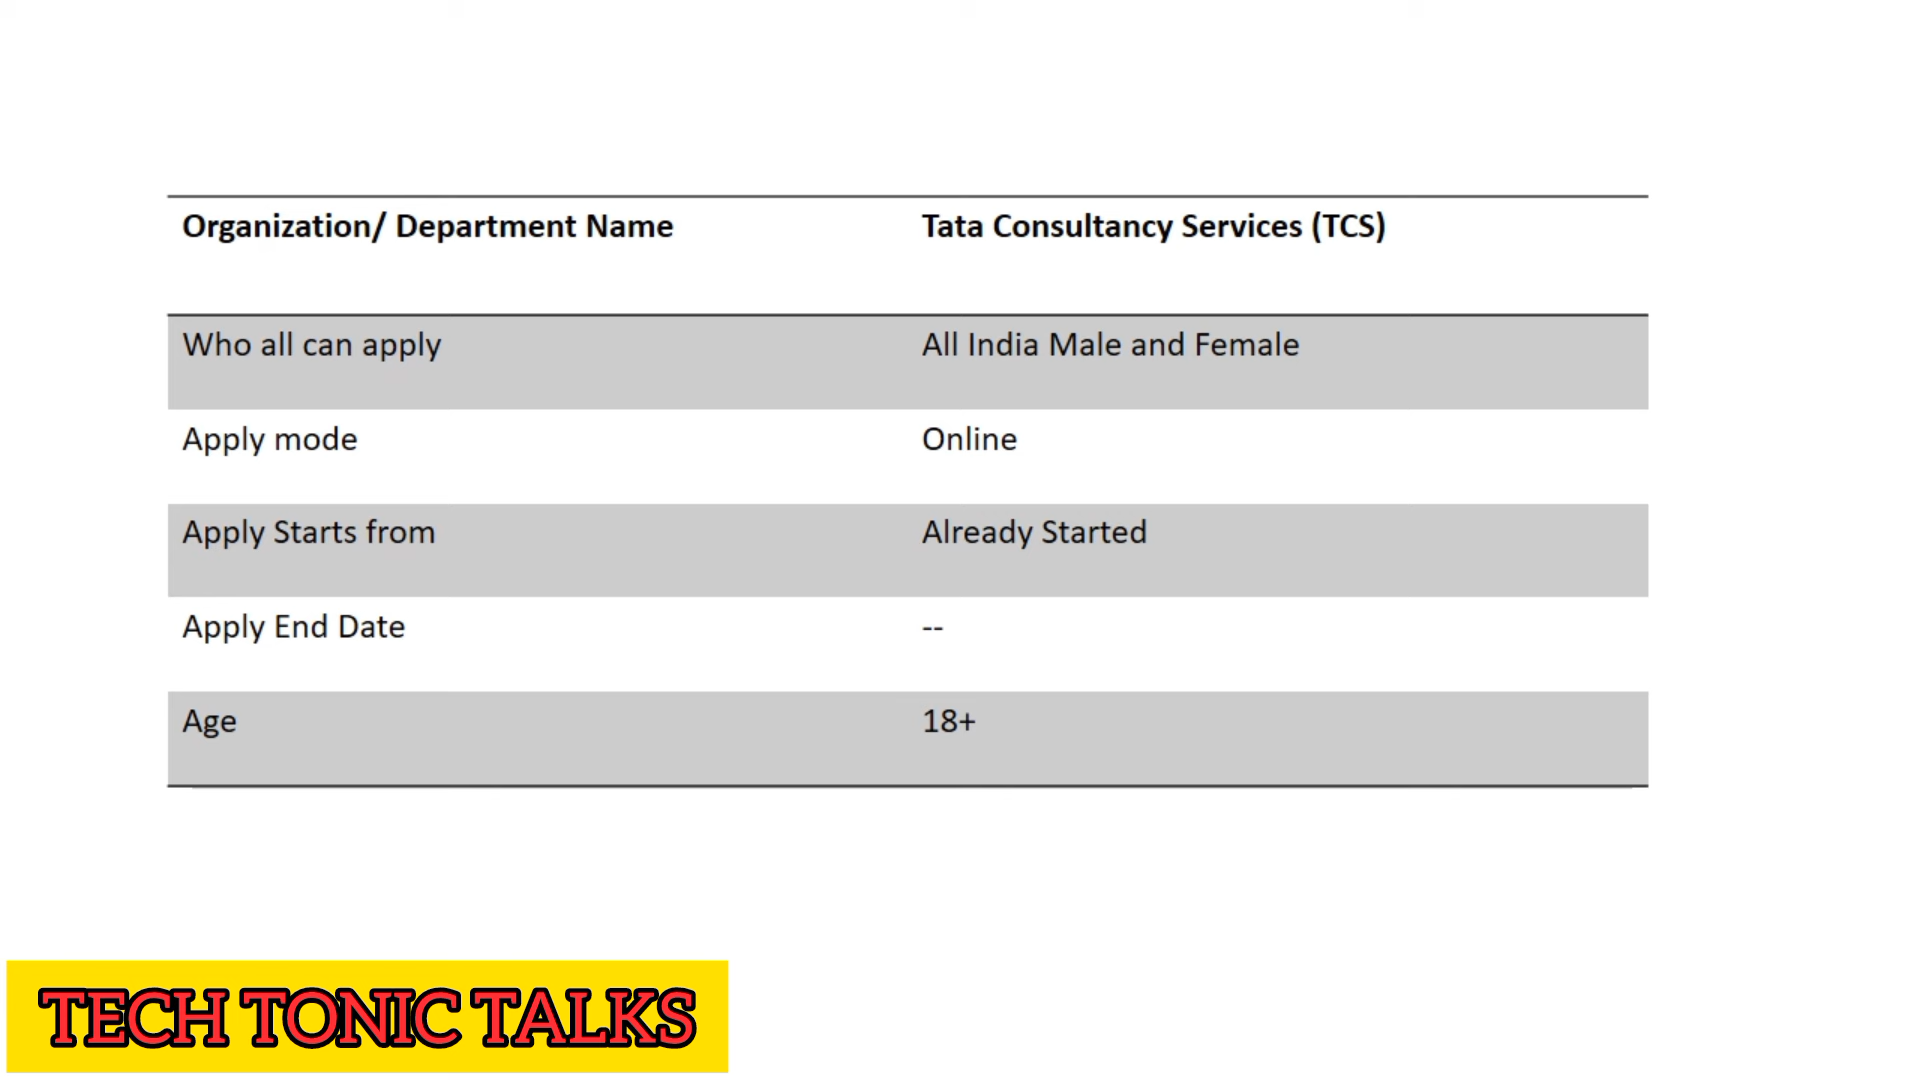 Organization/ Department Name Tata Consultancy Services (TCS)
Who all can apply All India Male and Female
Apply mode Online
Apply Starts from Already Started
Apply End Date --
Age 18+
TECH TONIC TALKS